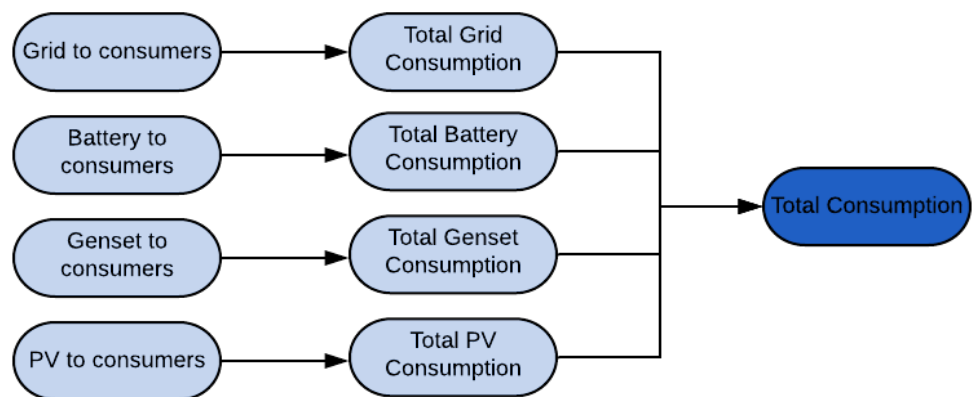 Grid to consumers
Total Grid
Consumption
Battery to
consumers
Total Battery
Consumption
Total Consumption
Genset to
consumers
Total Genset
Consumption
PV to consumers
Total PV
Consumption